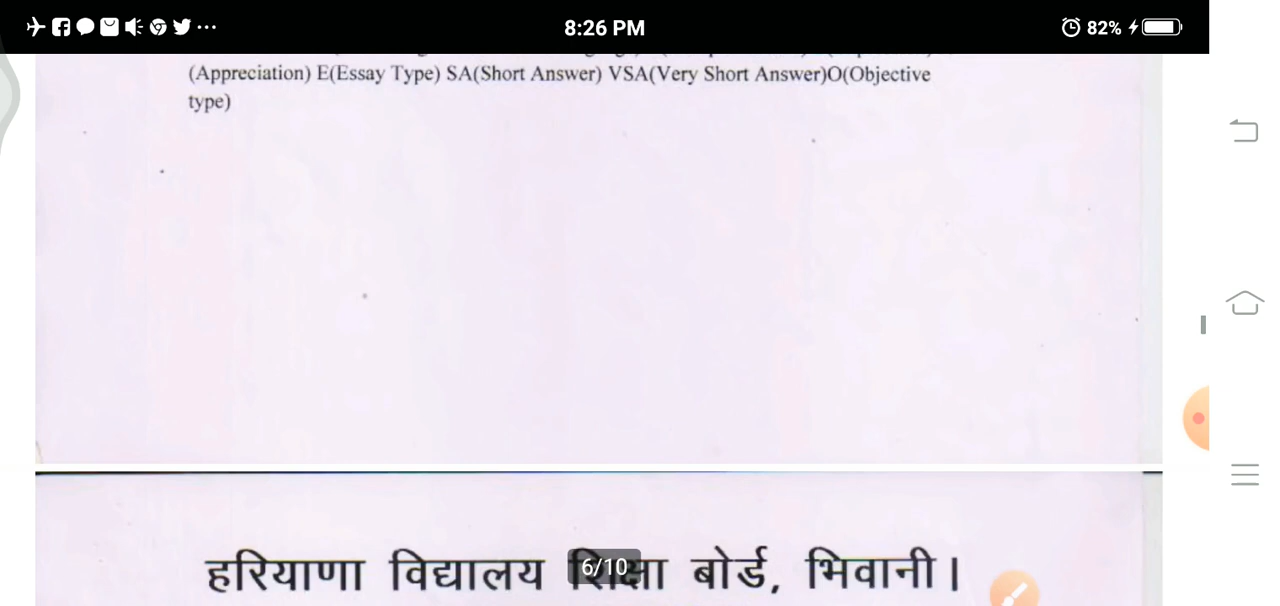 8:26 PM
82%
(Appreciation) E(Essay Type) SA(Short Answer) VSA(Very Short Answer)O(Objective
type)
हरियाणा विद्यालय शिक्षा बोर्ड, भिवानी।
6/10